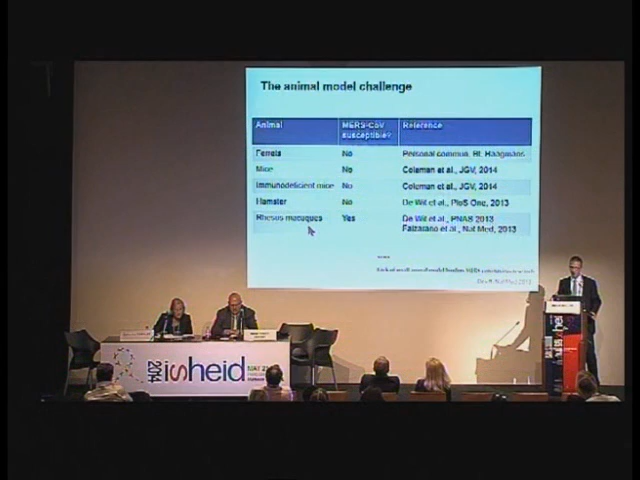 The animal model challenge
Animal MERS-CoV Reference
susceptible?
Ferrets No Personal commun. BL Haagmans
Mice No Coleman et al., JGV, 2014
Immunodeficient mice No Coleman et al., JGV, 2014
Hamster No De Wit et al., PloS One, 2013
Rhesus macaques Yes De Wit et al., PNAS 2013
Falzarano et al., Nat Med, 2013
2014
isheid